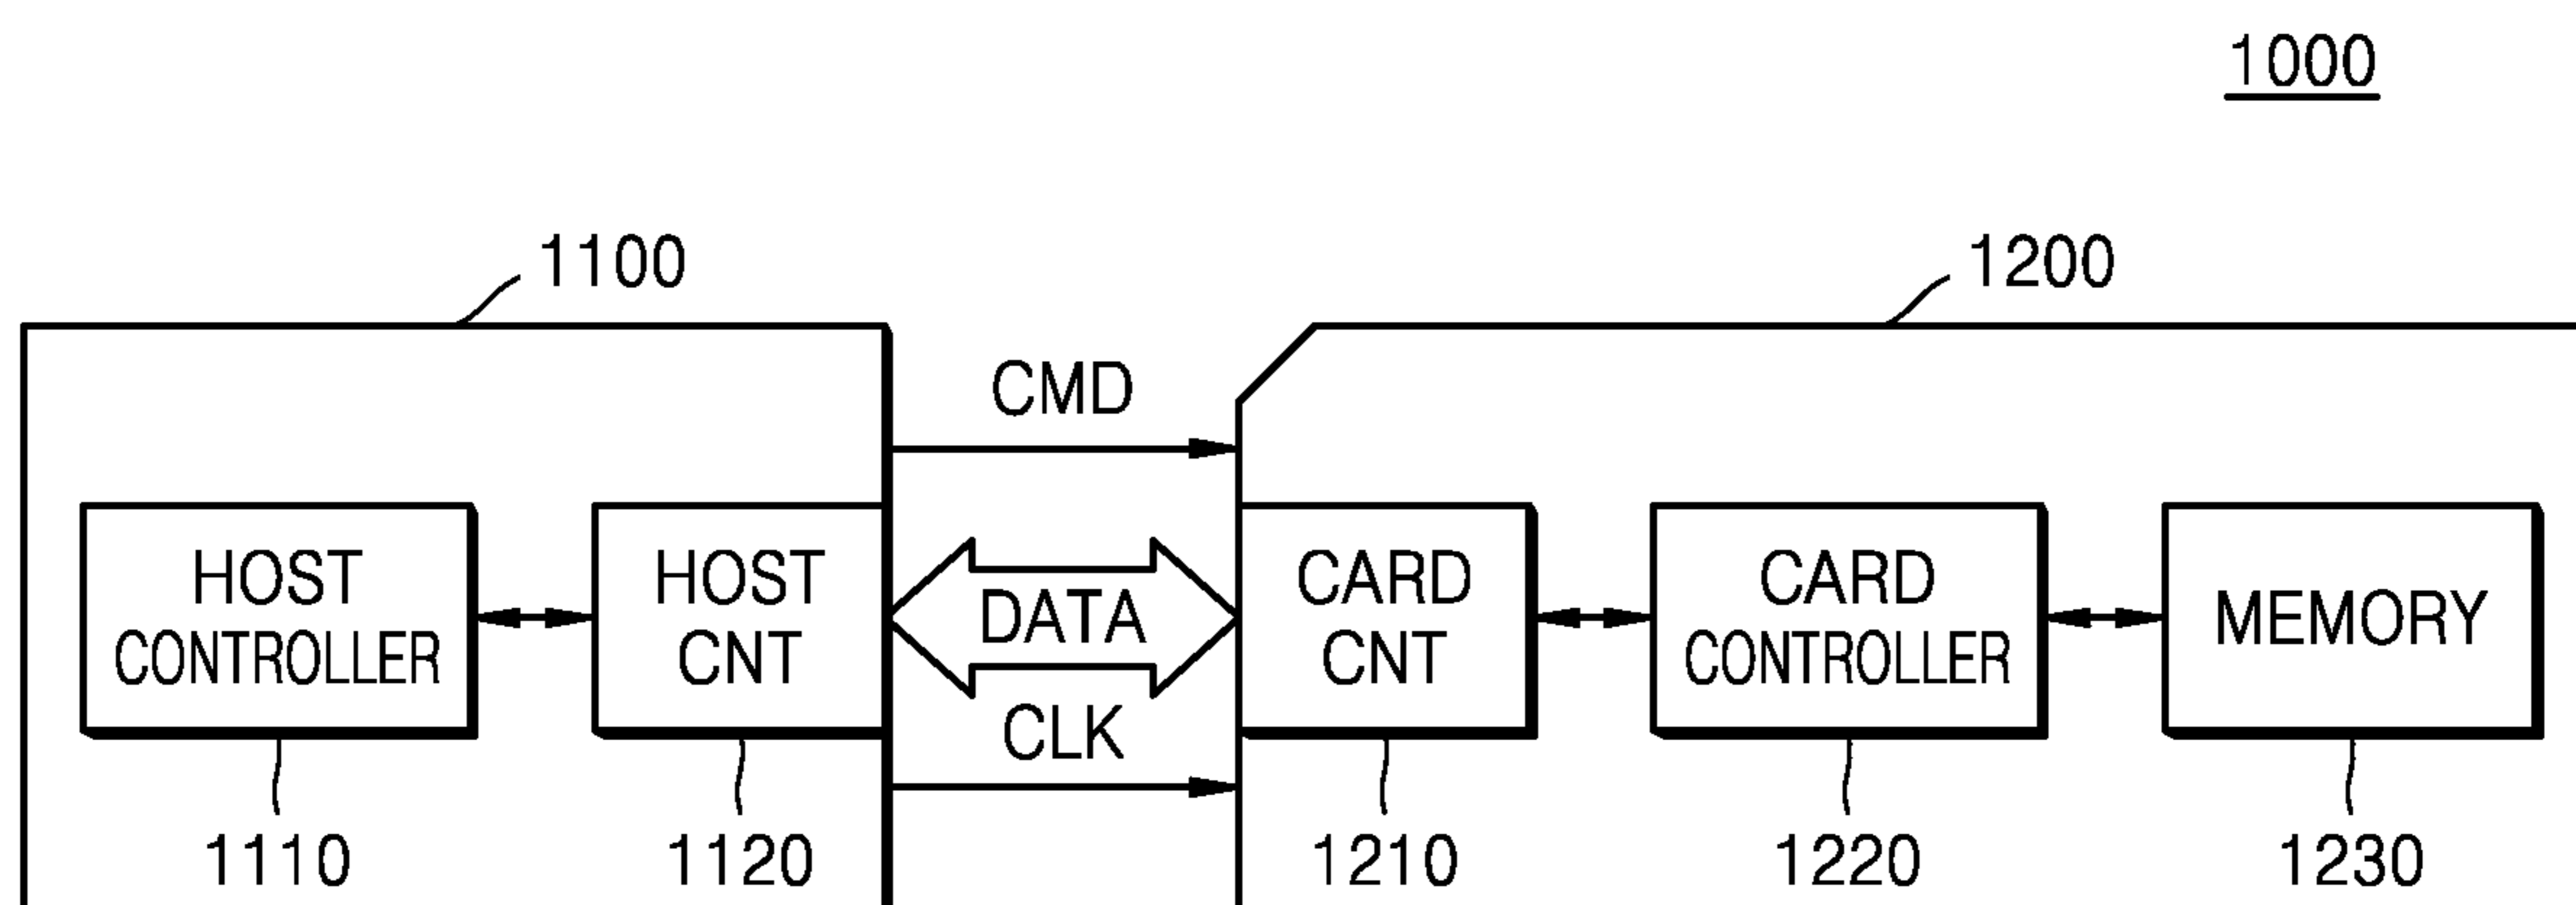 1000
1100
1200
CMD
HOST
CONTROLLER
HOST
CNT
DATA
CARD
CNT
CARD
CONTROLLER
MEMORY
CLK
1110
1120
1210
1220
1230